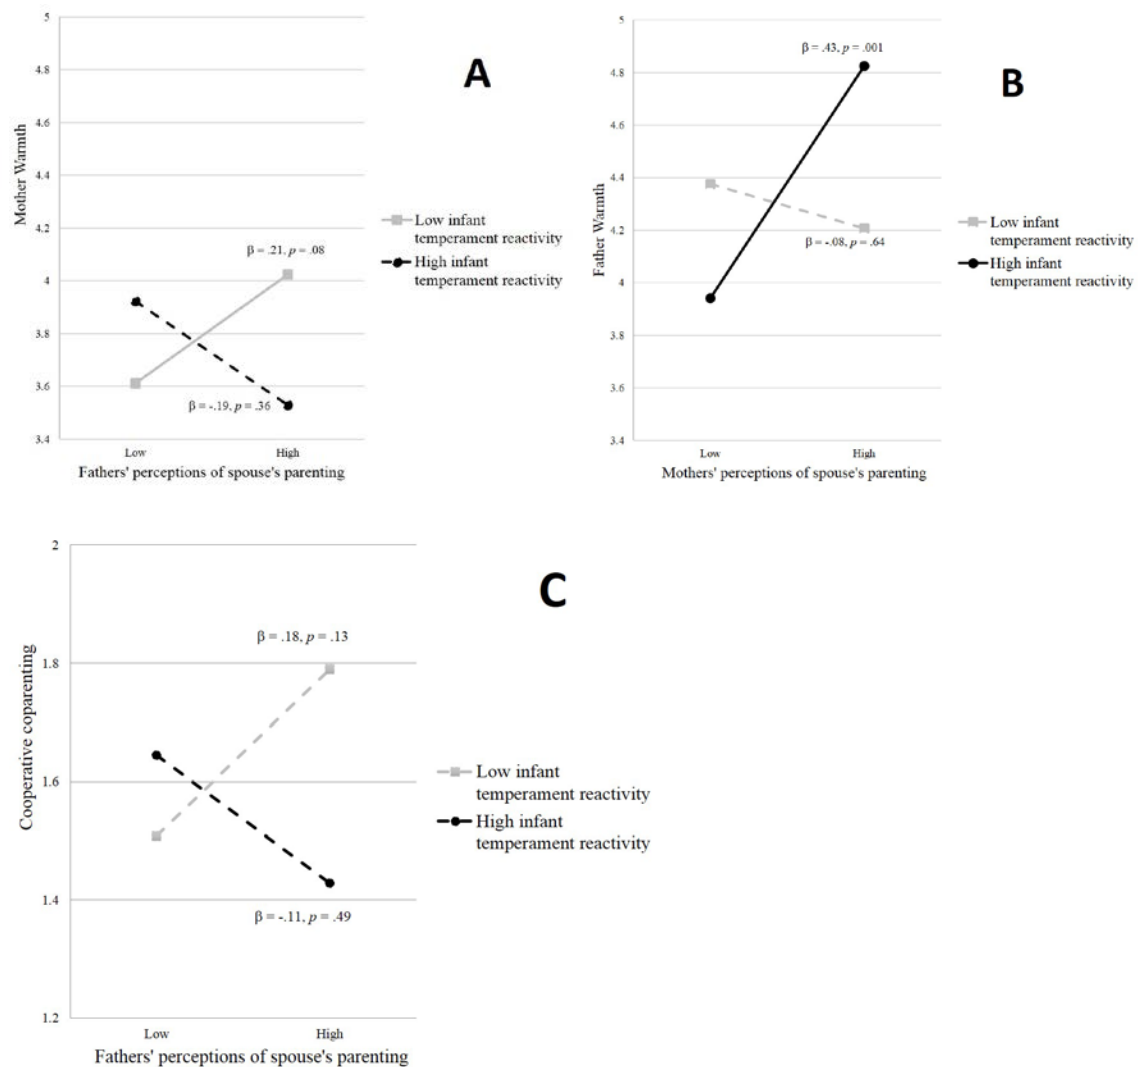 A
5
4.8
4.6
4.4
4.2
4
3.8
3.6
3.4
Mother Warmth
β = .21, p = .08
β = -.19, p = .36
Low
High
Fathers' perceptions of spouse's parenting
Low infant
temperament reactivity
High infant
temperament reactivity
B
5
4.8
4.6
4.4
4.2
4
3.8
3.6
3.4
Father Warmth
β = .43, p = .001
β = -.08, p = .64
Low
High
Mothers' perceptions of spouse's parenting
Low infant
temperament reactivity
High infant
temperament reactivity
C
2
1.8
1.6
1.4
1.2
Cooperative coparenting
β = .18, p = .13
β = -.11, p = .49
Low
High
Fathers' perceptions of spouse's parenting
Low infant
temperament reactivity
High infant
temperament reactivity